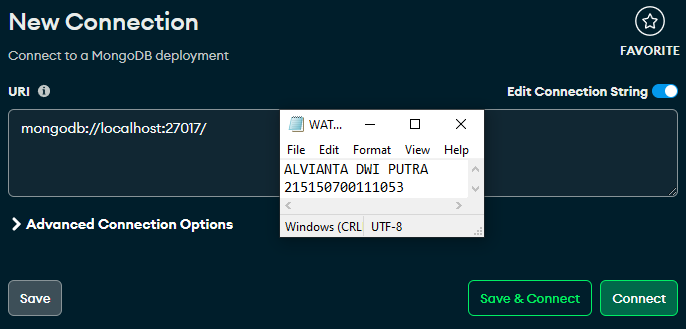 New Connection
FAVORITE
Connect to a MongoDB deployment
URI
Edit Connection String
mongodb://localhost:27017/
WAT...
File Edit Format View Help
ALVIANTA DWI PUTRA
215150700111053
Windows (CRL UTF-8
Advanced Connection Options
Save
Save & Connect
Connect